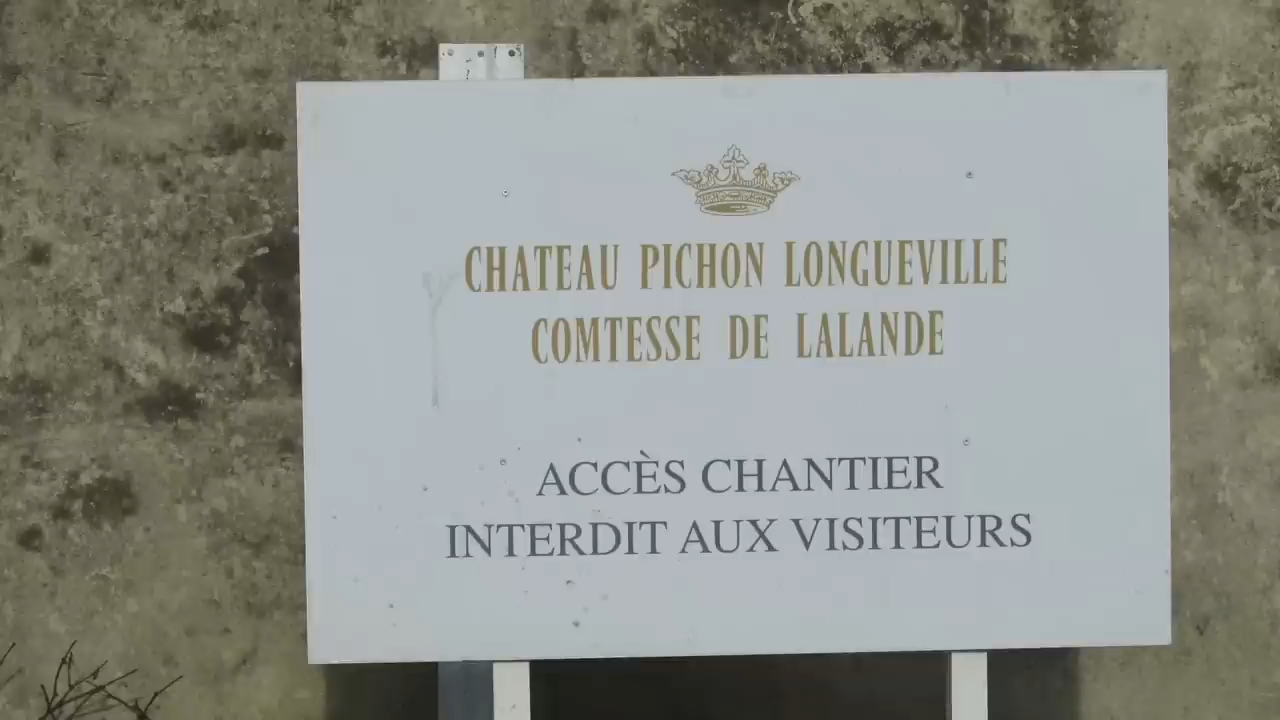 CHATEAU PICHON LONGUEVILLE
COMTESSE DE LALANDE
ACCÈS CHANTIER
INTERDIT AUX VISITEURS